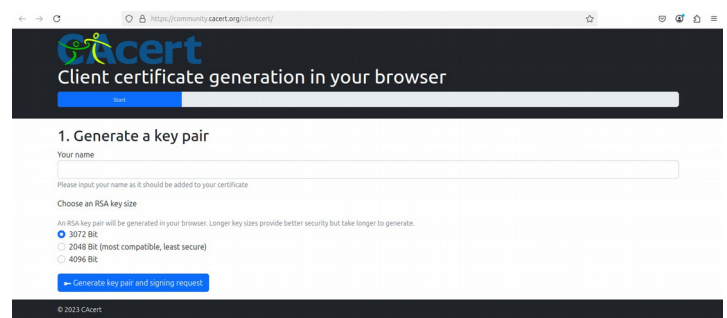 https://community.cacert.org/clientcert/
CAcert
Client certificate generation in your browser
Start
1. Generate a key pair
Your name
Please input your name as it should be added to your certificate
Choose an RSA key size
An RSA key pair will be generated in your browser. Longer key sizes provide better security but take longer to generate.
3072 Bit
2048 Bit (most compatible, least secure)
4096 Bit
Generate key pair and signing request
© 2023 CAcert